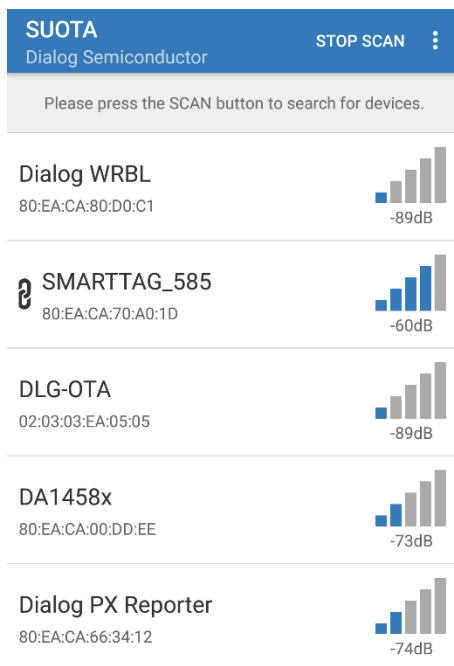 SUOTA
Dialog Semiconductor
STOP SCAN
Please press the SCAN button to search for devices.
Dialog WRBL
80:EA:CA:80:D0:C1
-89dB
SMARTTAG_585
80:EA:CA:70:A0:1D
-60dB
DLG-OTA
02:03:03:EA:05:05
-89dB
DA1458x
80:EA:CA:00:DD:EE
-73dB
Dialog PX Reporter
80:EA:CA:66:34:12
-74dB